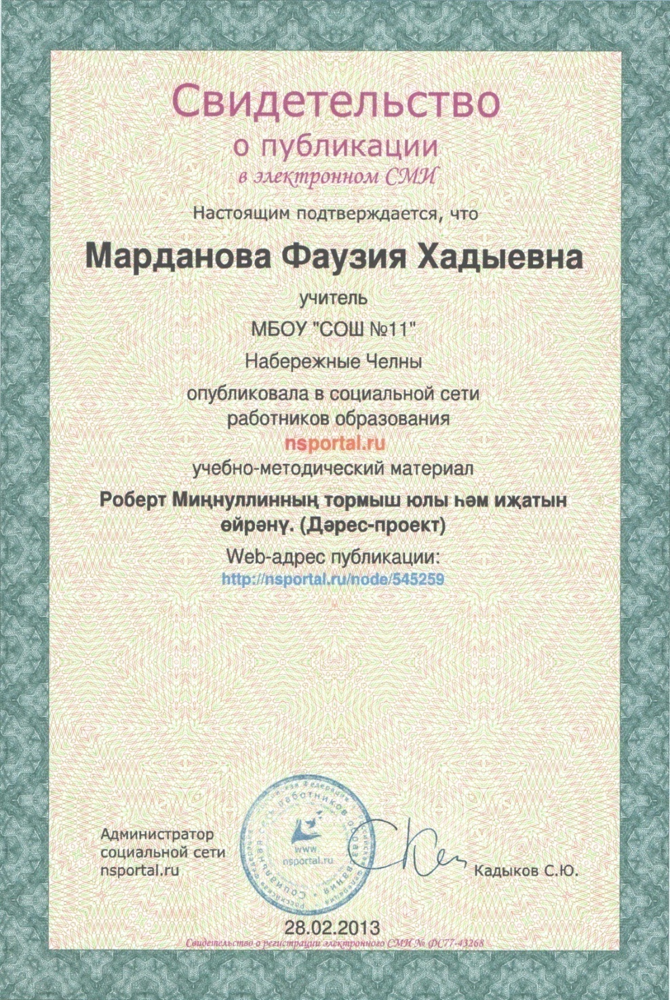 Свидетельство
о публикации
в электронном СМИ
Настоящим подтверждается, что
Марданова Фаузия Хадыевна
учитель
МБОУ "СОШ №11"
Набережные Челны
опубликовала в социальной сети
работников образования
nsportal.ru
учебно-методический материал
Роберт Миңнуллинның тормыш юлы һәм иҗатын
өйрәнү. (Дәрес-проект)
Web-адрес публикации:
http://nsportal.ru/node/545259
Администратор
социальной сети
nsportal.ru
Социальная сеть работников образования
www
nsportal.ru
Кадыков С.Ю.
28.02.2013
Свидетельство о регистрации электронного СМИ № ФС77-43268